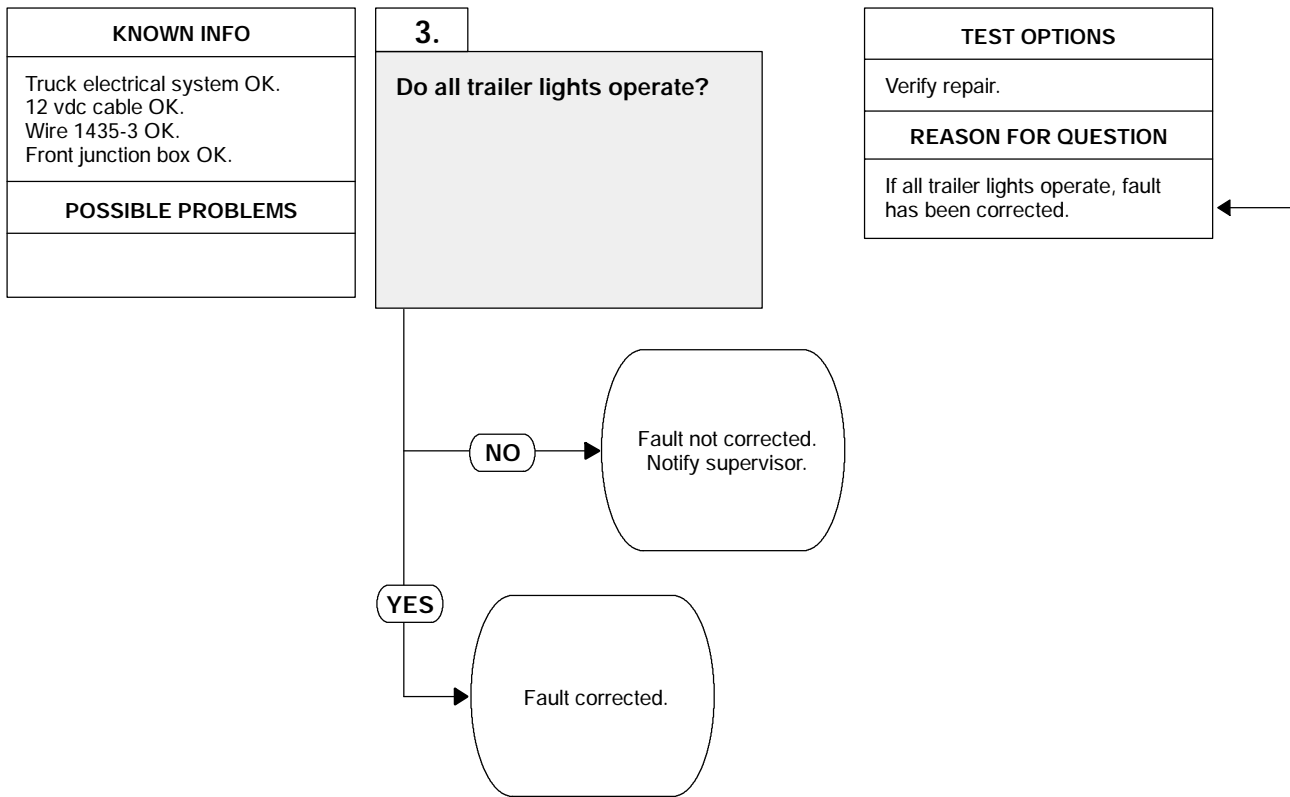 KNOWN INFO
Truck electrical system OK.
12 vdc cable OK.
Wire 1435-3 OK.
Front junction box OK.
POSSIBLE PROBLEMS
3.
Do all trailer lights operate?
TEST OPTIONS
Verify repair.
REASON FOR QUESTION
If all trailer lights operate, fault
has been corrected.
NO
Fault not corrected.
Notify supervisor.
YES
Fault corrected.